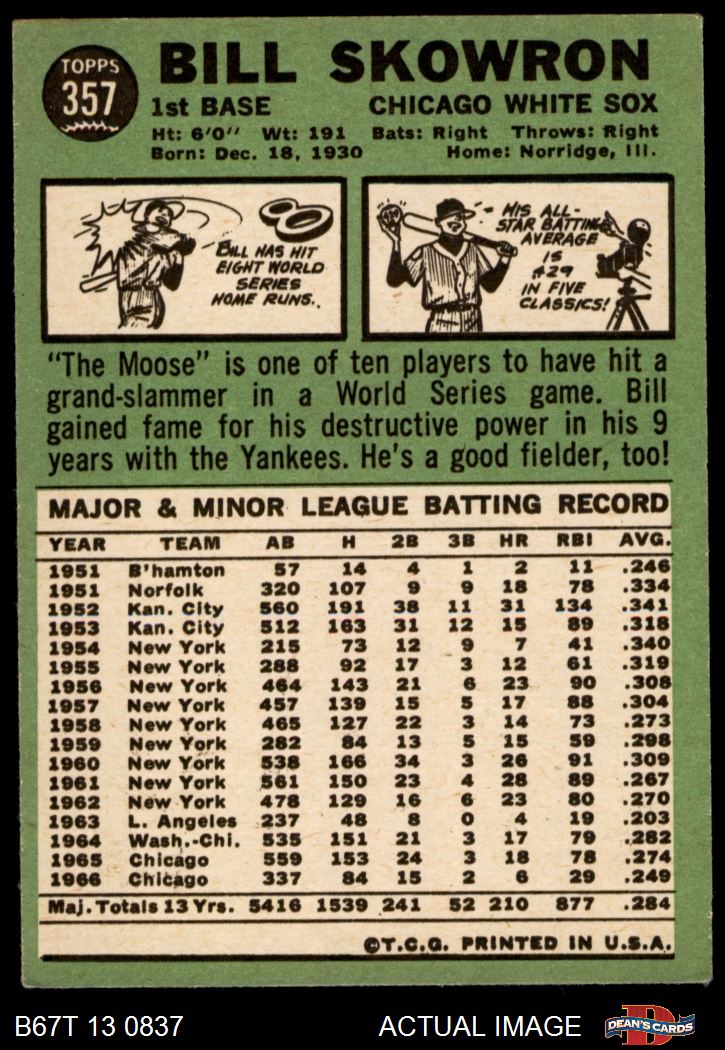 TOPPS
357
BILL SKOWRON
1st BASE CHICAGO WHITE SOX
Ht: 6'0" Wt: 191 Bats: Right Throws: Right
Born: Dec. 18, 1930 Home: Norridge, Ill.
BILL HAS HIT
EIGHT WORLD
SERIES
HOME RUNS..
HIS ALL-
STAR BATTING
AVERAGE
IS
.429
IN FIVE
CLASSICS!
"The Moose" is one of ten players to have hit a
grand-slammer in a World Series game. Bill
gained fame for his destructive power in his 9
years with the Yankees. He's a good fielder, too!
MAJOR & MINOR LEAGUE BATTING RECORD
YEAR TEAM AB H 2B 3B HR RBI AVG.
1951 B'hamton 57 14 4 1 2 11 .246
1951 Norfolk 320 107 9 9 18 78 .334
1952 Kan. City 560 191 38 11 31 134 .341
1953 Kan. City 512 163 31 12 15 89 .318
1954 New York 215 73 12 9 7 41 .340
1955 New York 288 92 17 3 12 61 .319
1956 New York 464 143 21 6 23 90 .308
1957 New York 457 139 15 5 17 88 .304
1958 New York 465 127 22 3 14 73 .273
1959 New York 282 84 13 5 15 59 .298
1960 New York 538 166 34 3 26 91 .309
1961 New York 561 150 23 4 28 89 .267
1962 New York 478 129 16 6 23 80 .270
1963 L. Angeles 237 48 8 0 4 19 .203
1964 Wash.-Chi. 535 151 21 3 17 79 .282
1965 Chicago 559 153 24 3 18 78 .274
1966 Chicago 337 84 15 2 6 29 .249
Maj. Totals 13 Yrs. 5416 1539 241 52 210 877 .284
©T.C.G. PRINTED IN U.S.A.
B67T 13 0837 ACTUAL IMAGE
D
DEAN'S CARDS